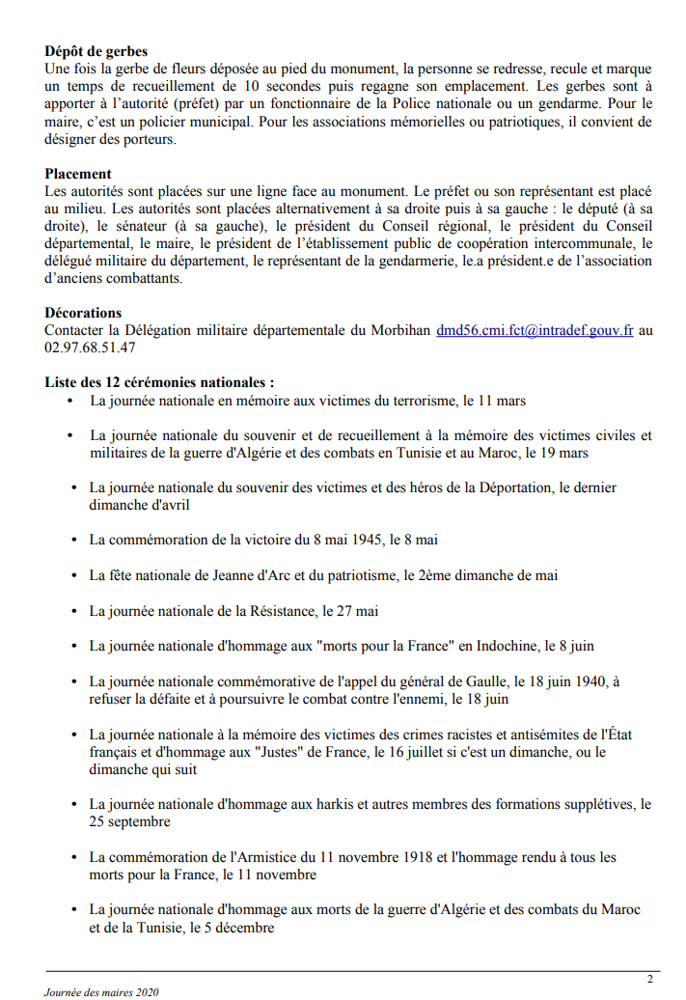 Dépôt de gerbes
Une fois la gerbe de fleurs déposée au pied du monument, la personne se redresse, recule et marque
un temps de recueillement de 10 secondes puis regagne son emplacement. Les gerbes sont à
apporter à l'autorité (préfet) par un fonctionnaire de la Police nationale ou un gendarme. Pour le
maire, c'est un policier municipal. Pour les associations mémorielles ou patriotiques, il convient de
désigner des porteurs.
Placement
Les autorités sont placées sur une ligne face au monument. Le préfet ou son représentant est placé
au milieu. Les autorités sont placées alternativement à sa droite puis à sa gauche : le député (à sa
droite), le sénateur (à sa gauche), le président du Conseil régional, le président du Conseil
départemental, le maire, le président de l'établissement public de coopération intercommunale, le
délégué militaire du département, le représentant de la gendarmerie, le.a président.e de l'association
d'anciens combattants.
Décorations
Contacter la Délégation militaire départementale du Morbihan dmd56.cmi.fct@intradef.gouv.fr au
02.97.68.51.47
Liste des 12 cérémonies nationales :
• La journée nationale en mémoire aux victimes du terrorisme, le 11 mars
• La journée nationale du souvenir et de recueillement à la mémoire des victimes civiles et
militaires de la guerre d'Algérie et des combats en Tunisie et au Maroc, le 19 mars
• La journée nationale du souvenir des victimes et des héros de la Déportation, le dernier
dimanche d'avril
• La commémoration de la victoire du 8 mai 1945, le 8 mai
• La fête nationale de Jeanne d'Arc et du patriotisme, le 2ème dimanche de mai
• La journée nationale de la Résistance, le 27 mai
• La journée nationale d'hommage aux "morts pour la France" en Indochine, le 8 juin
• La journée nationale commémorative de l'appel du général de Gaulle, le 18 juin 1940, à
refuser la défaite et à poursuivre le combat contre l'ennemi, le 18 juin
• La journée nationale à la mémoire des victimes des crimes racistes et antisémites de l'État
français et d'hommage aux "Justes" de France, le 16 juillet si c'est un dimanche, ou le
dimanche qui suit
• La journée nationale d'hommage aux harkis et autres membres des formations supplétives, le
25 septembre
• La commémoration de l'Armistice du 11 novembre 1918 et l'hommage rendu à tous les
morts pour la France, le 11 novembre
• La journée nationale d'hommage aux morts de la guerre d'Algérie et des combats du Maroc
et de la Tunisie, le 5 décembre
2
Journée des maires 2020